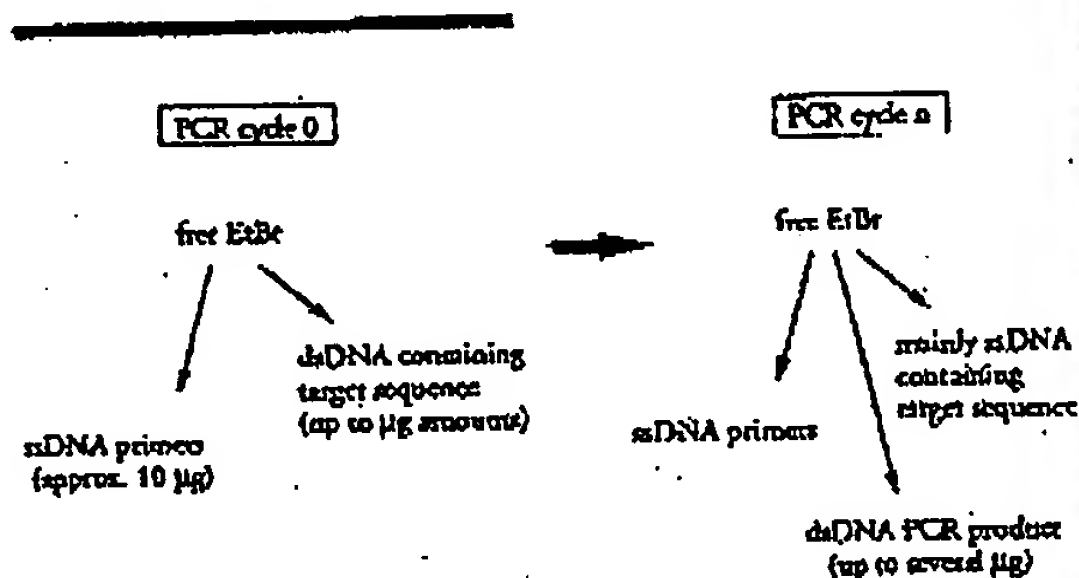 PCR cycle 0
free EtBr
dsDNA containing
target sequence
(up to µg amounts)
ssDNA primers
(approx. 10 µg)
PCR cycle n
free EtBr
mainly ssDNA
containing
target sequence
ssDNA primers
dsDNA PCR product
(up to several µg)